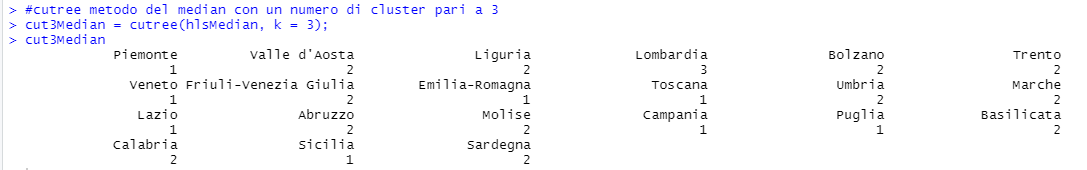 > #cutree metodo del median con un numero di cluster pari a 3
> cut3Median = cutree(hlsMedian, k = 3);
> cut3Median
Piemonte Valle d'Aosta Liguria Lombardia Bolzano Trento
1 2 2 3 2 2
Veneto Friuli-Venezia Giulia Emilia-Romagna Toscana Umbria Marche
1 2 1 1 2 2
Lazio Abruzzo Molise Campania Puglia Basilicata
1 2 2 1 1 2
Calabria Sicilia Sardegna
2 1 2